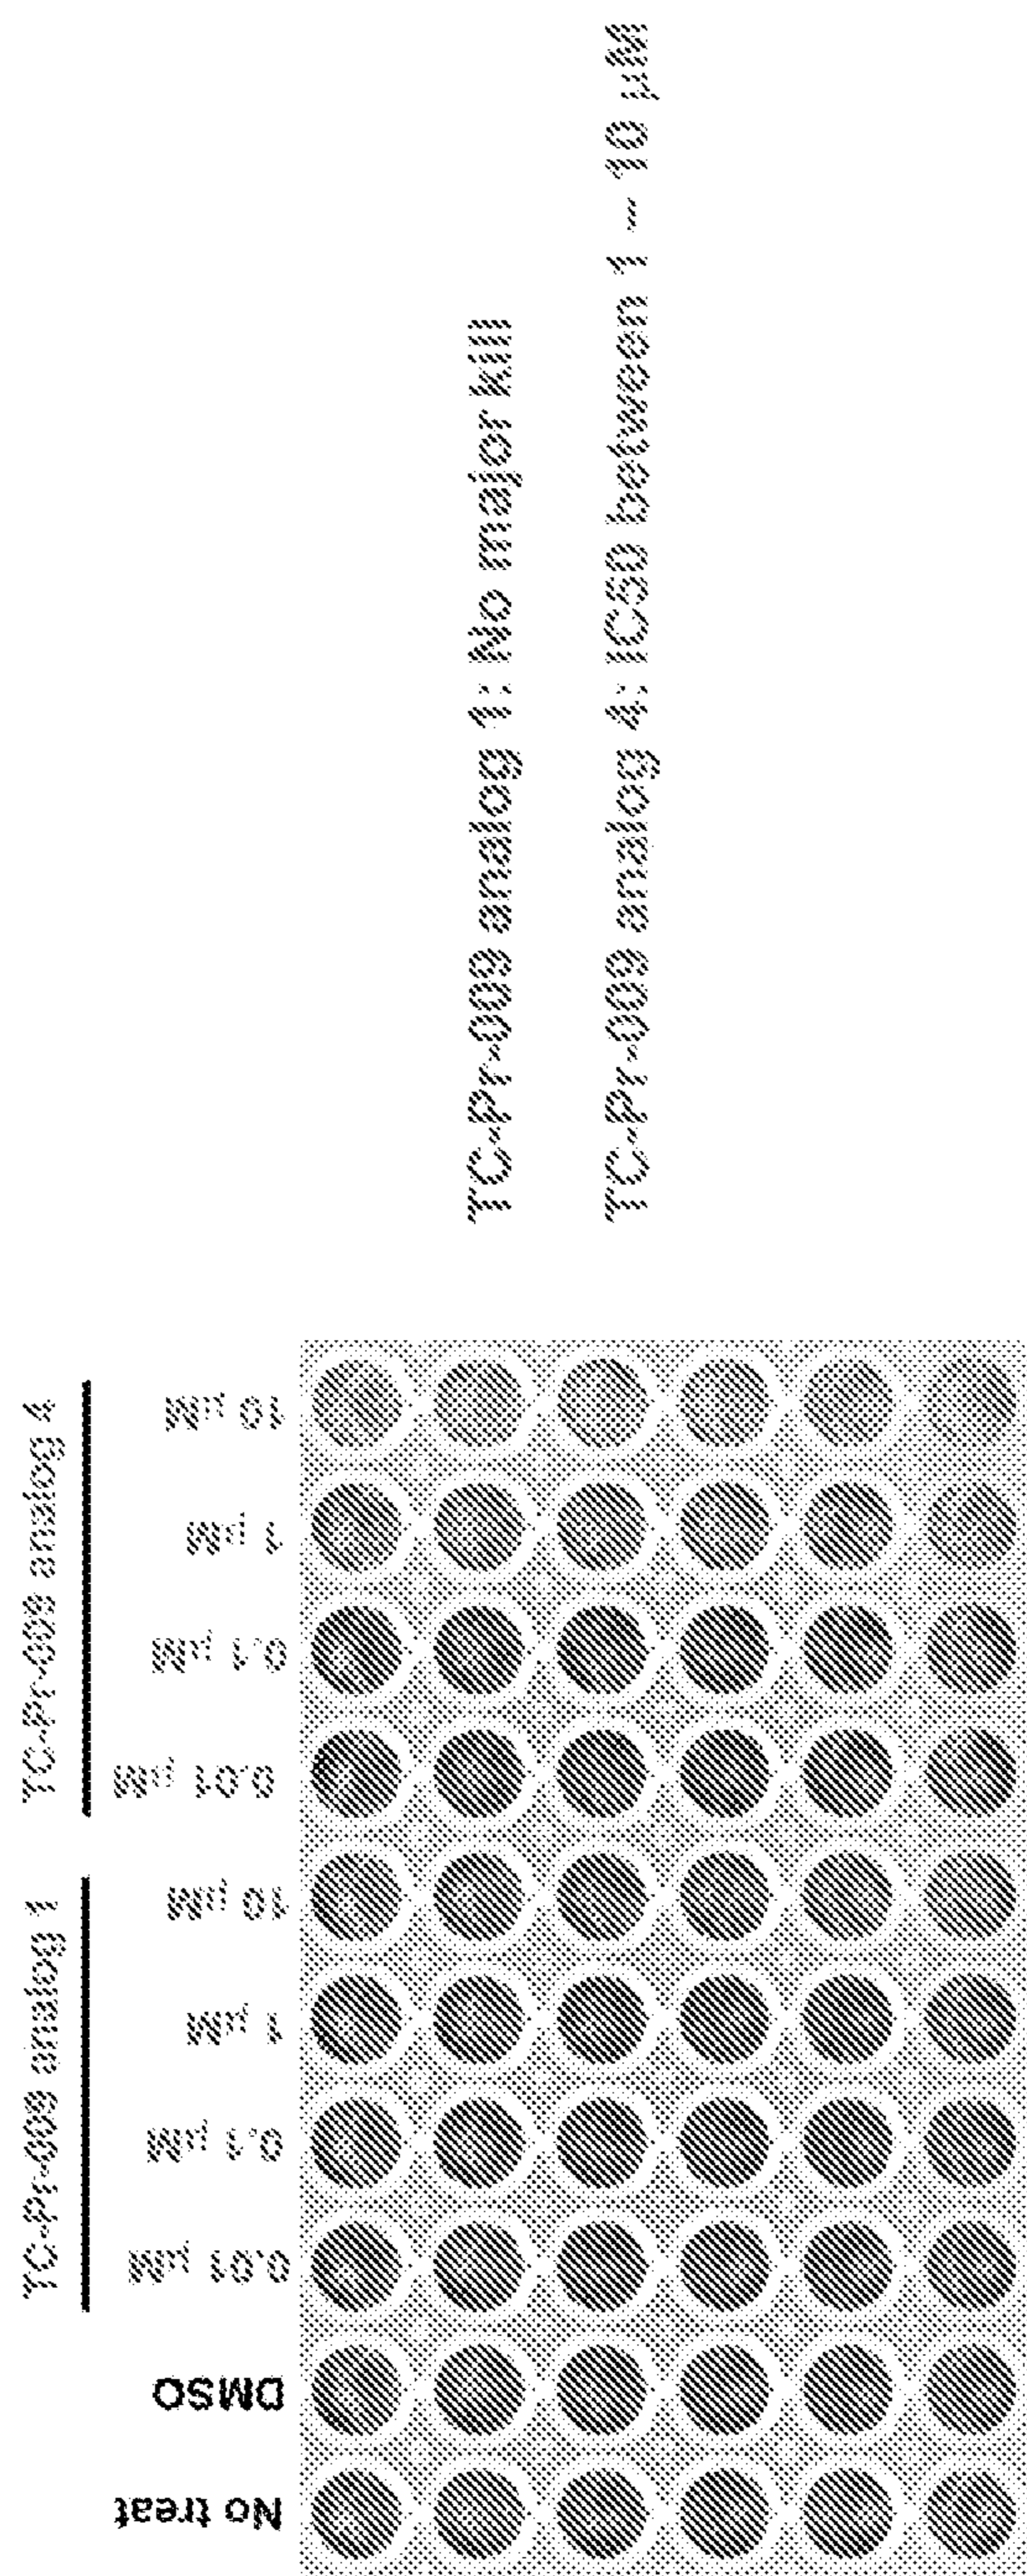 TC-Pr-009 analog 1
TC-Pr-009 analog 4
No treat
DMSO
0.01 µM
0.1 µM
1 µM
10 µM
0.01 µM
0.1 µM
1 µM
10 µM
TC-Pr-009 analog 1: No major kill
TC-Pr-009 analog 4: IC50 between 1 – 10 µM